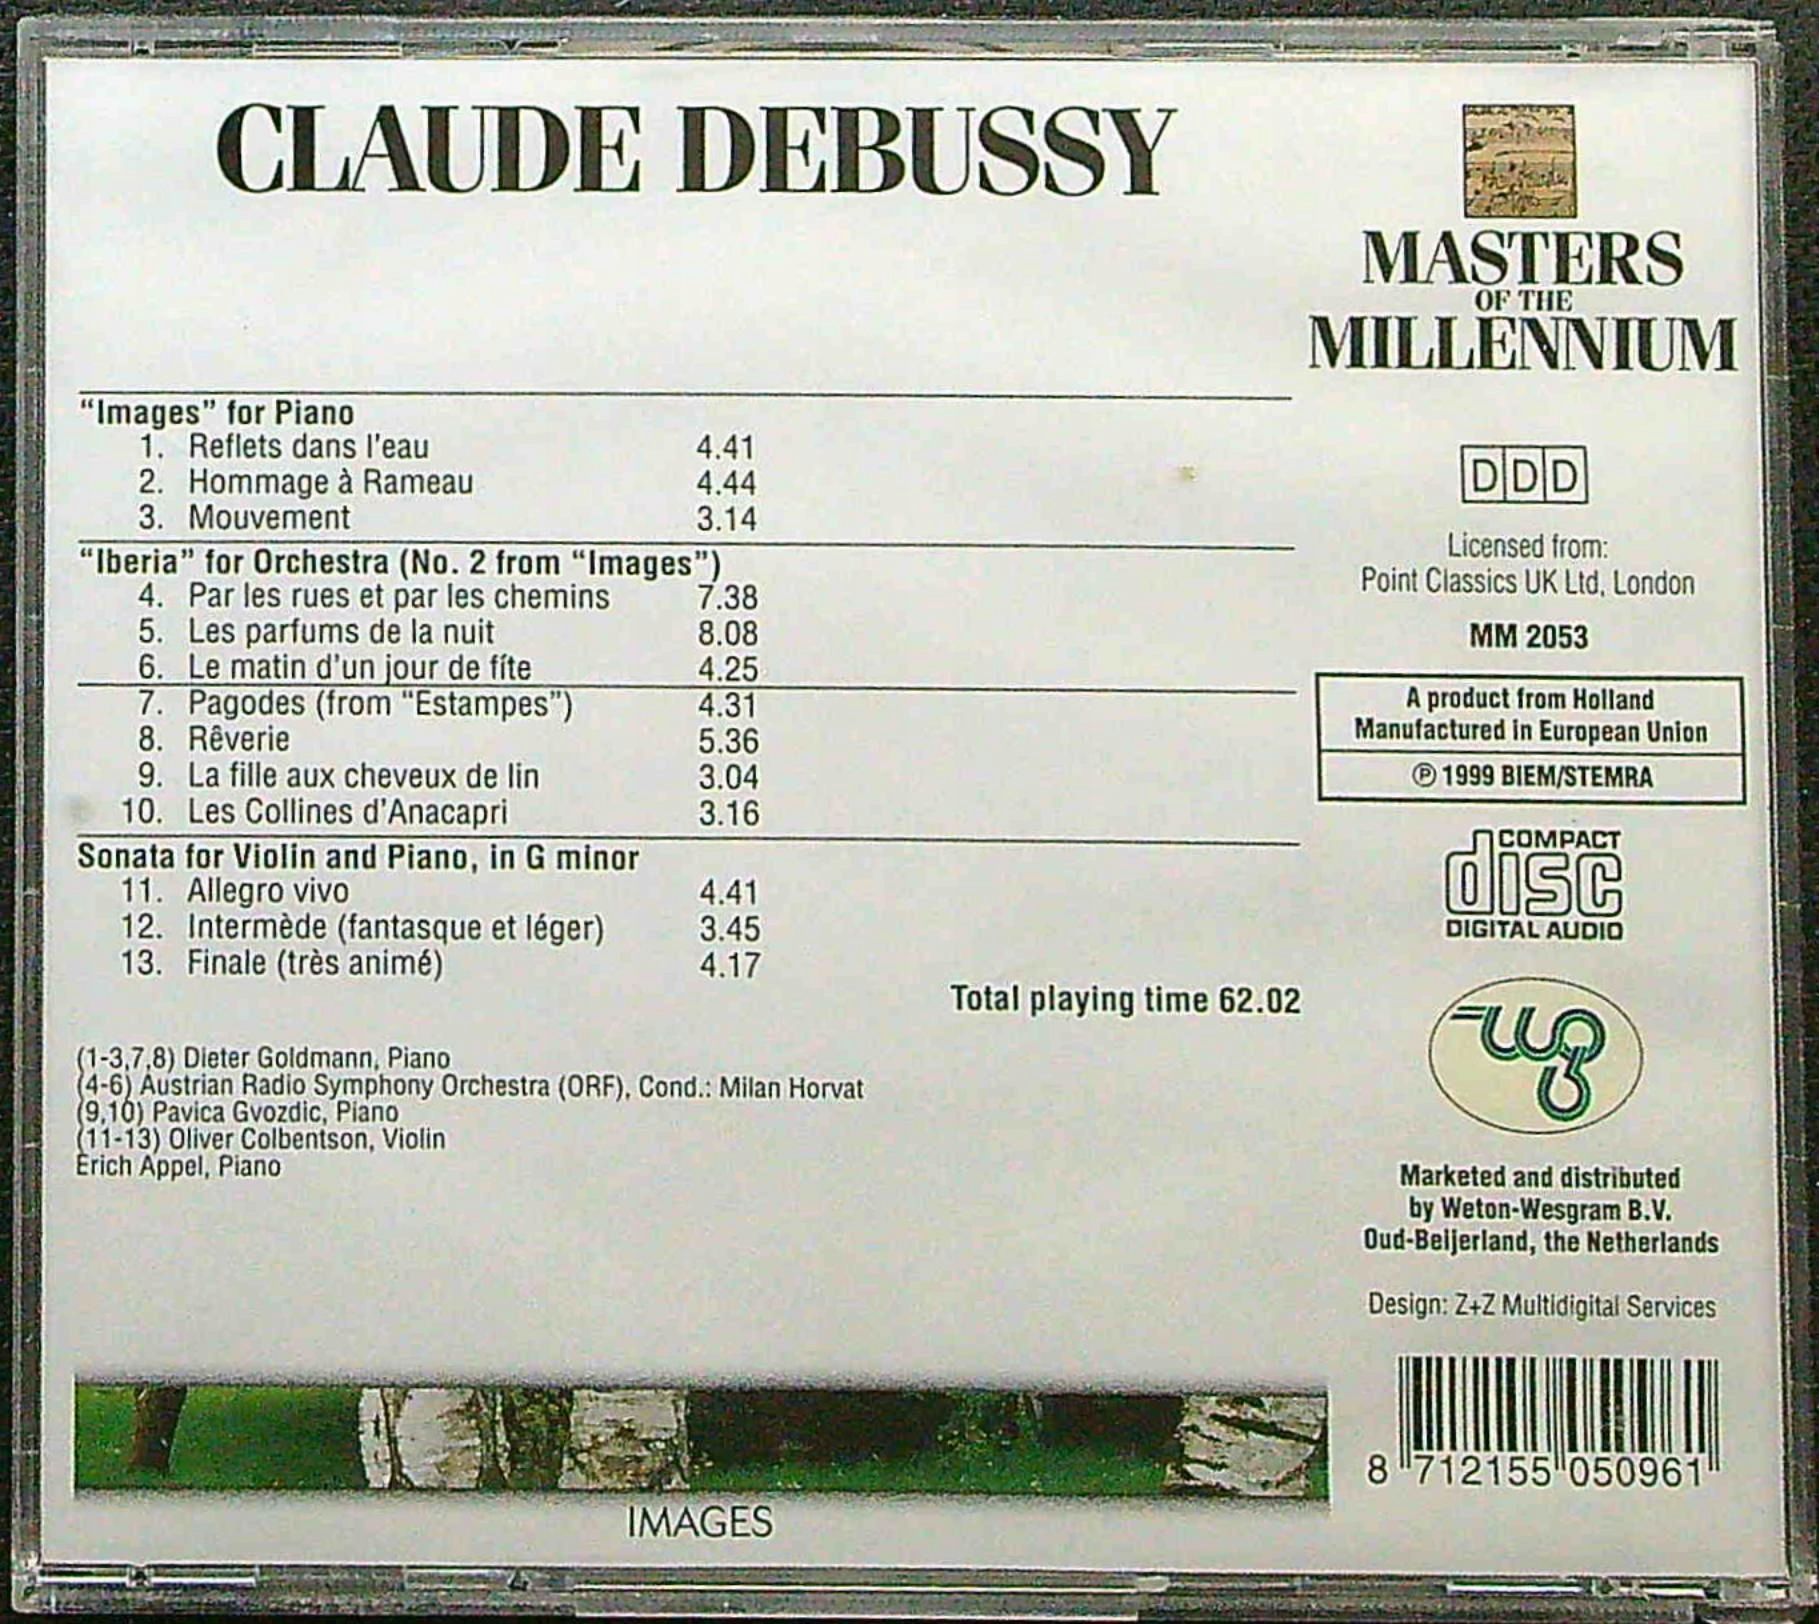 CLAUDE DEBUSSY
MASTERS
OF THE
MILLENNIUM
"Images" for Piano
1. Reflets dans l'eau 4.41
2. Hommage à Rameau 4.44
3. Mouvement 3.14
"Iberia" for Orchestra (No. 2 from "Images")
4. Par les rues et par les chemins 7.38
5. Les parfums de la nuit 8.08
6. Le matin d'un jour de fíte 4.25
7. Pagodes (from "Estampes") 4.31
8. Rêverie 5.36
9. La fille aux cheveux de lin 3.04
10. Les Collines d'Anacapri 3.16
Sonata for Violin and Piano, in G minor
11. Allegro vivo 4.41
12. Intermède (fantasque et léger) 3.45
13. Finale (très animé) 4.17
Total playing time 62.02
(1-3,7,8) Dieter Goldmann, Piano
(4-6) Austrian Radio Symphony Orchestra (ORF), Cond.: Milan Horvat
(9,10) Pavica Gvozdic, Piano
(11-13) Oliver Colbentson, Violin
Erich Appel, Piano
IMAGES
DDD
Licensed from:
Point Classics UK Ltd, London
MM 2053
A product from Holland
Manufactured in European Union
℗ 1999 BIEM/STEMRA
COMPACT
disc
DIGITAL AUDIO
Marketed and distributed
by Weton-Wesgram B.V.
Oud-Beijerland, the Netherlands
Design: Z+Z Multidigital Services
8 712155 050961